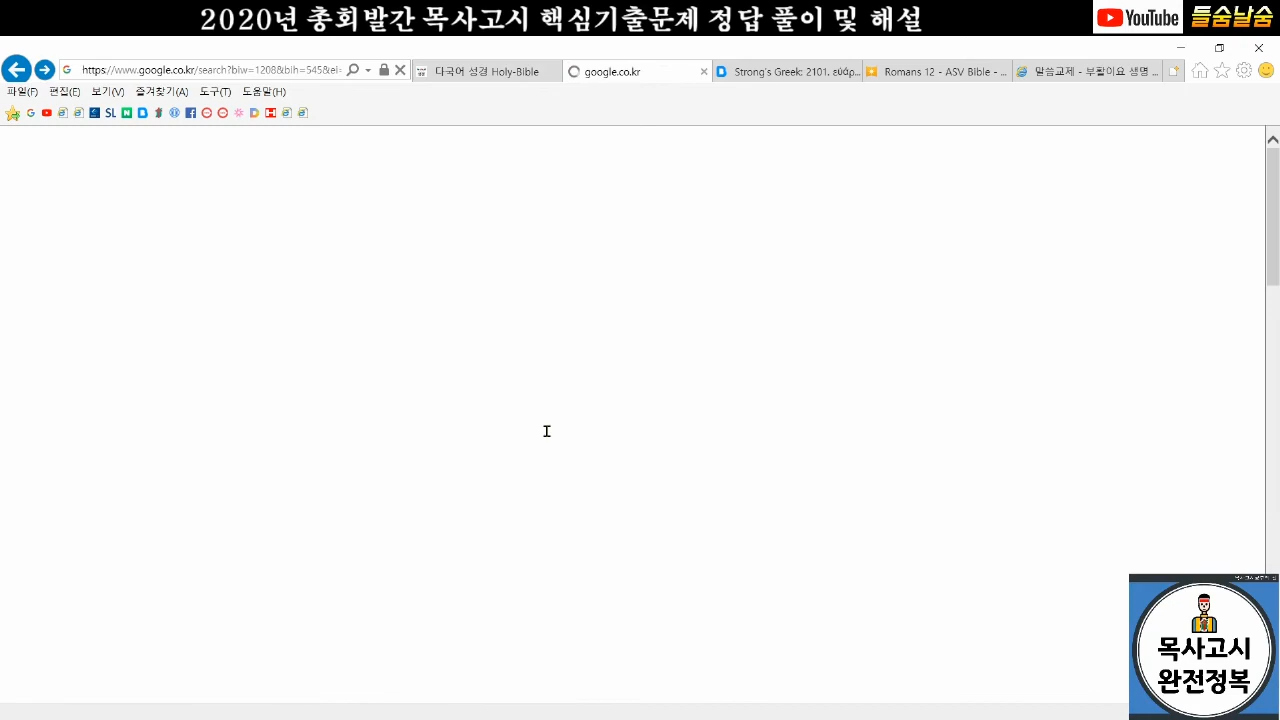 2020년 총회발간 목사고시 핵심기출문제 정답 풀이 및 해설
YouTube 들숨날숨
https://www.google.co.kr/search?biw=1208&bih=545&ei=
다국어 성경 Holy-Bible
google.co.kr
Strong's Greek: 2101. εὐάρ...
Romans 12 - ASV Bible - ...
말씀교제 - 부활이요 생명 ...
파일(F) 편집(E) 보기(V) 즐겨찾기(A) 도구(T) 도움말(H)
SL
목사고시
완전정복